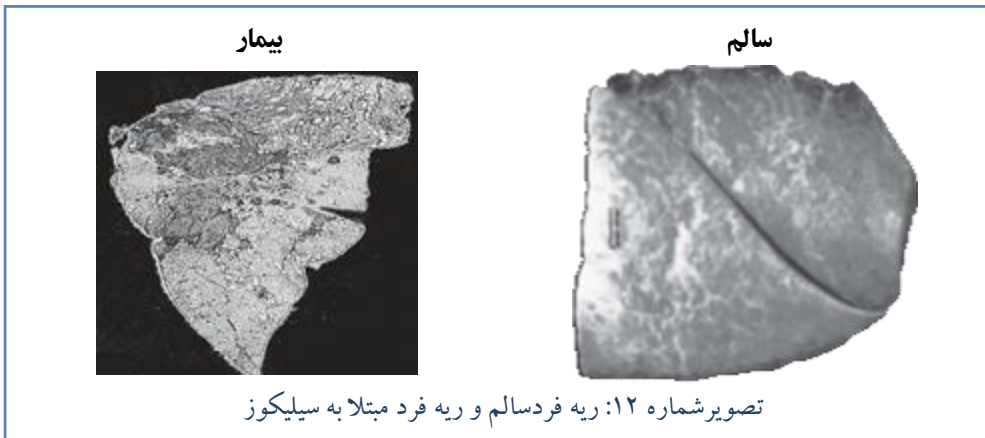 سالم
بیمار
تصویرشماره ۱۲: ریه فردسالم و ریه فرد مبتلا به سیلیکوز